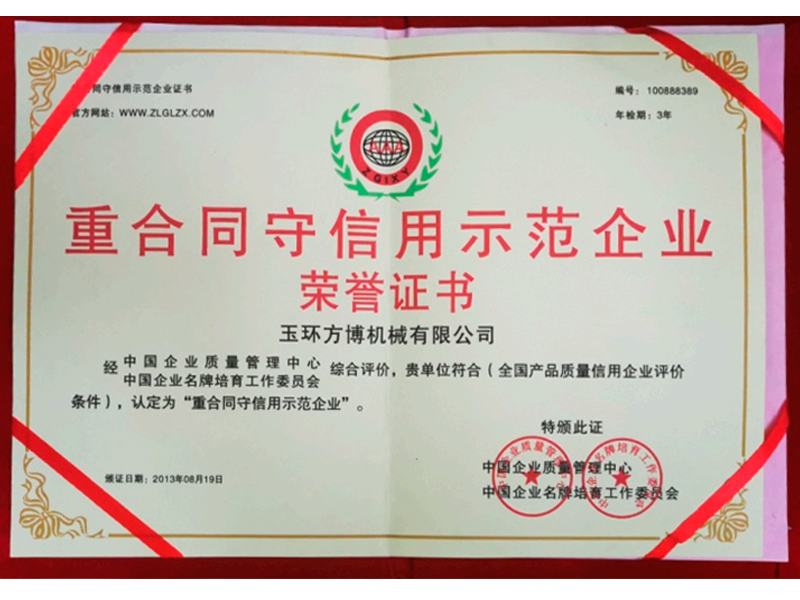 同守信用示范企业证书
官方网站：WWW.ZLGLZX.COM
编号：100888389
年检期：3年
AAA
ZGIXY
重合同守信用示范企业
荣誉证书
玉环方博机械有限公司
经 中国企业质量管理中心
中国企业名牌培育工作委员会 综合评价，贵单位符合（全国产品质量信用企业评价
条件），认定为“重合同守信用示范企业”。
特颁此证
中国企业质量管理中心
中国企业名牌培育工作委员会
颁证日期：2013年08月19日